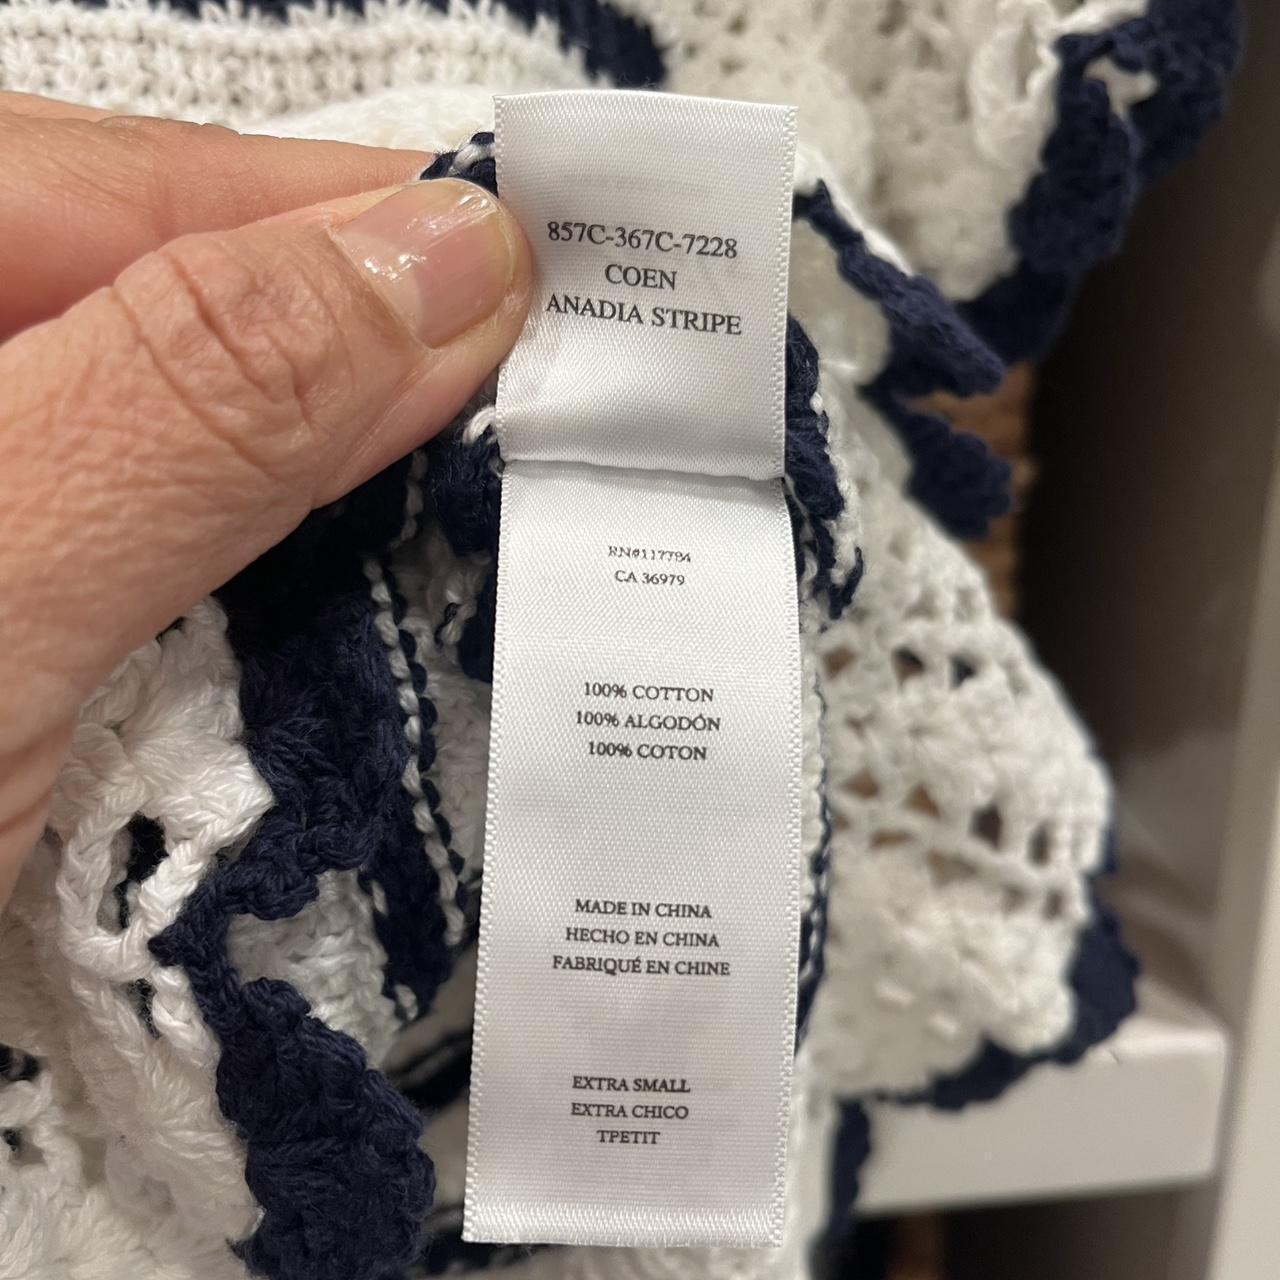 857C-367C-7228
COEN
ANADIA STRIPE
RN#117784
CA 36979
100% COTTON
100% ALGODÓN
100% COTON
MADE IN CHINA
HECHO EN CHINA
FABRIQUÉ EN CHINE
EXTRA SMALL
EXTRA CHICO
TPETIT